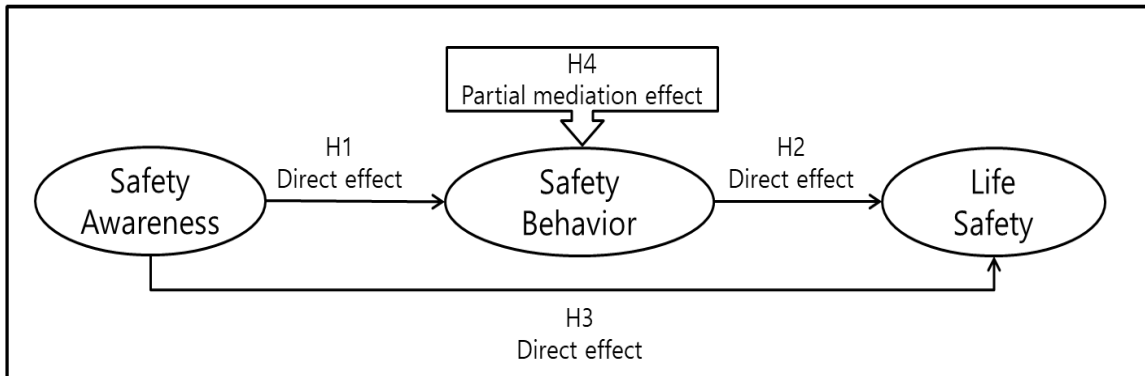 H4
Partial mediation effect
H1
Direct effect
H2
Direct effect
Safety
Awareness
Safety
Behavior
Life
Safety
H3
Direct effect